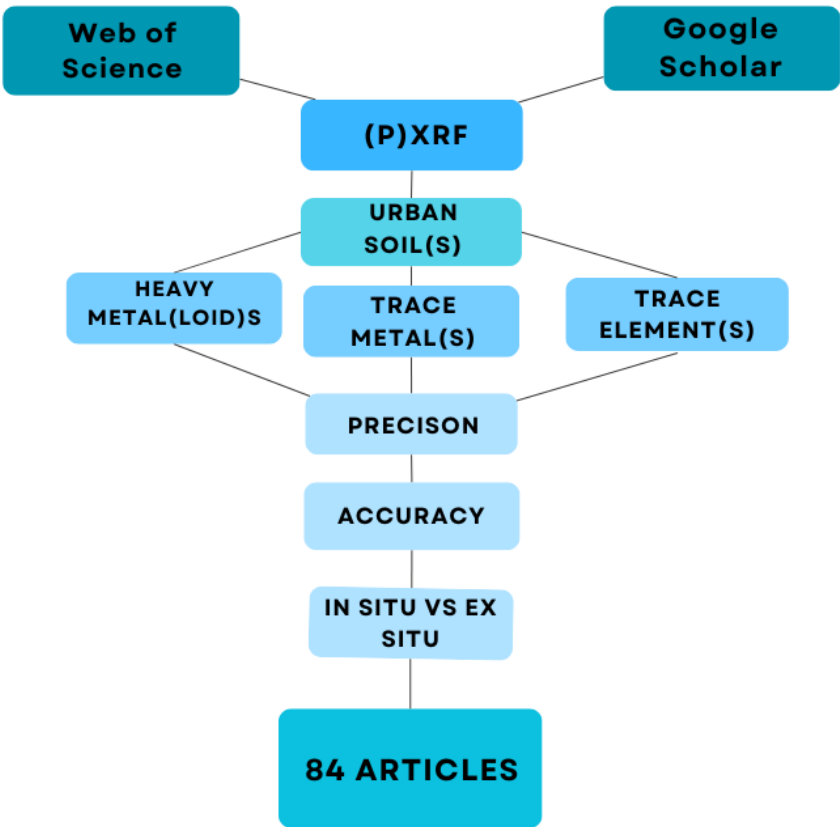 Web of
Science
Google
Scholar
(P)XRF
URBAN
SOIL(S)
HEAVY
METAL(LOID)S
TRACE
METAL(S)
TRACE
ELEMENT(S)
PRECISON
ACCURACY
IN SITU VS EX
SITU
84 ARTICLES